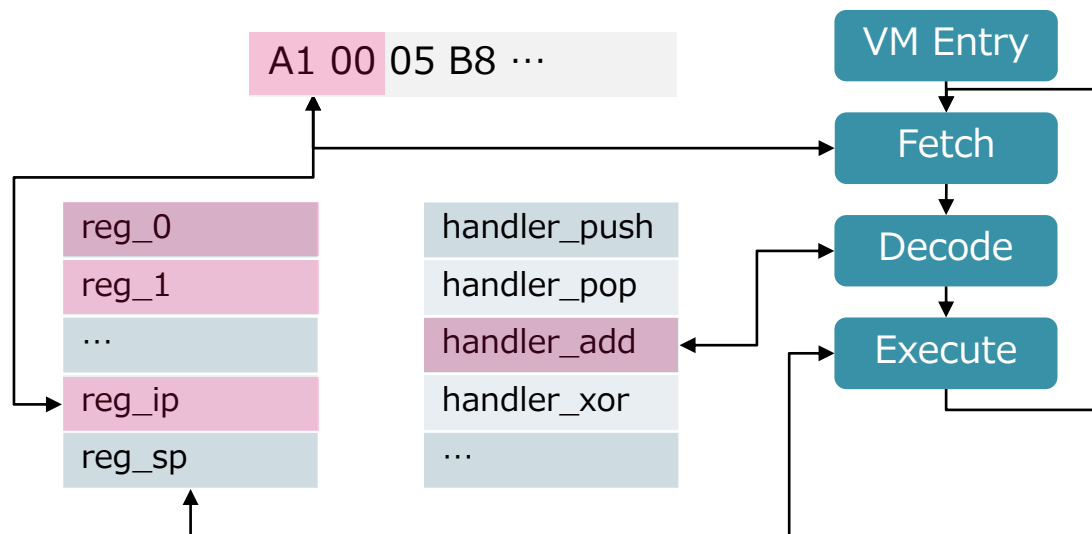 A1 00 05 B8 …
reg_0
reg_1
…
reg_ip
reg_sp
handler_push
handler_pop
handler_add
handler_xor
…
VM Entry
Fetch
Decode
Execute